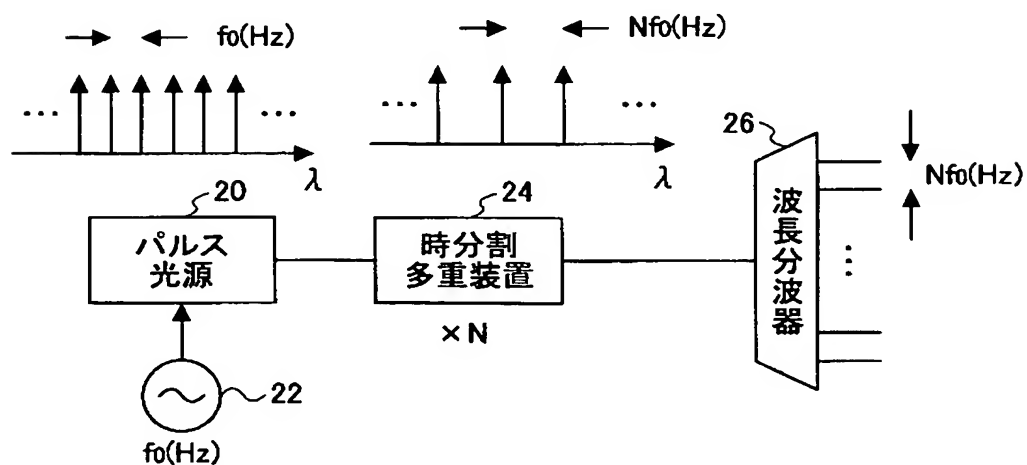 f0(Hz)
Nf0(Hz)
...
...
...
...
λ
λ
26
Nf0(Hz)
20
24
パルス
光源
時分割
多重装置
波長分波器
⋮
×N
22
f0(Hz)